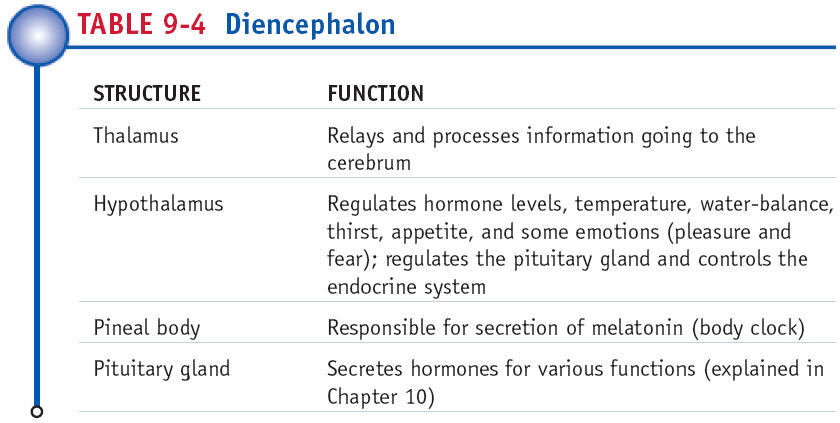 TABLE 9-4 Diencephalon
STRUCTURE FUNCTION
Thalamus Relays and processes information going to the
cerebrum
Hypothalamus Regulates hormone levels, temperature, water-balance,
thirst, appetite, and some emotions (pleasure and
fear); regulates the pituitary gland and controls the
endocrine system
Pineal body Responsible for secretion of melatonin (body clock)
Pituitary gland Secretes hormones for various functions (explained in
Chapter 10)